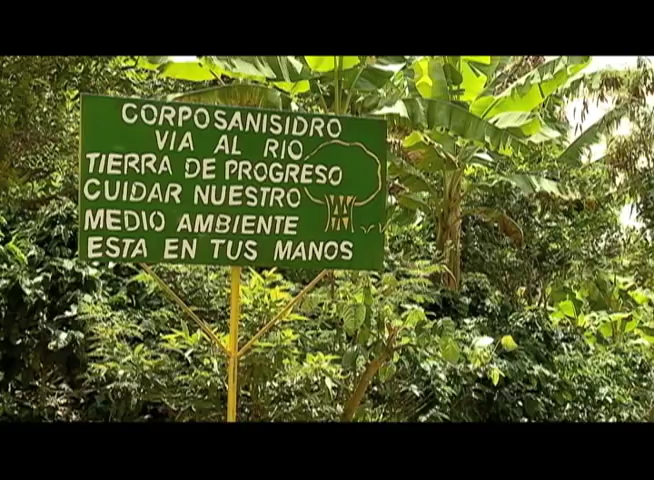 CORPOSANISIDRO
VIA AL RIO
TIERRA DE PROGRESO
CUIDAR NUESTRO
MEDIO AMBIENTE
ESTA EN TUS MANOS